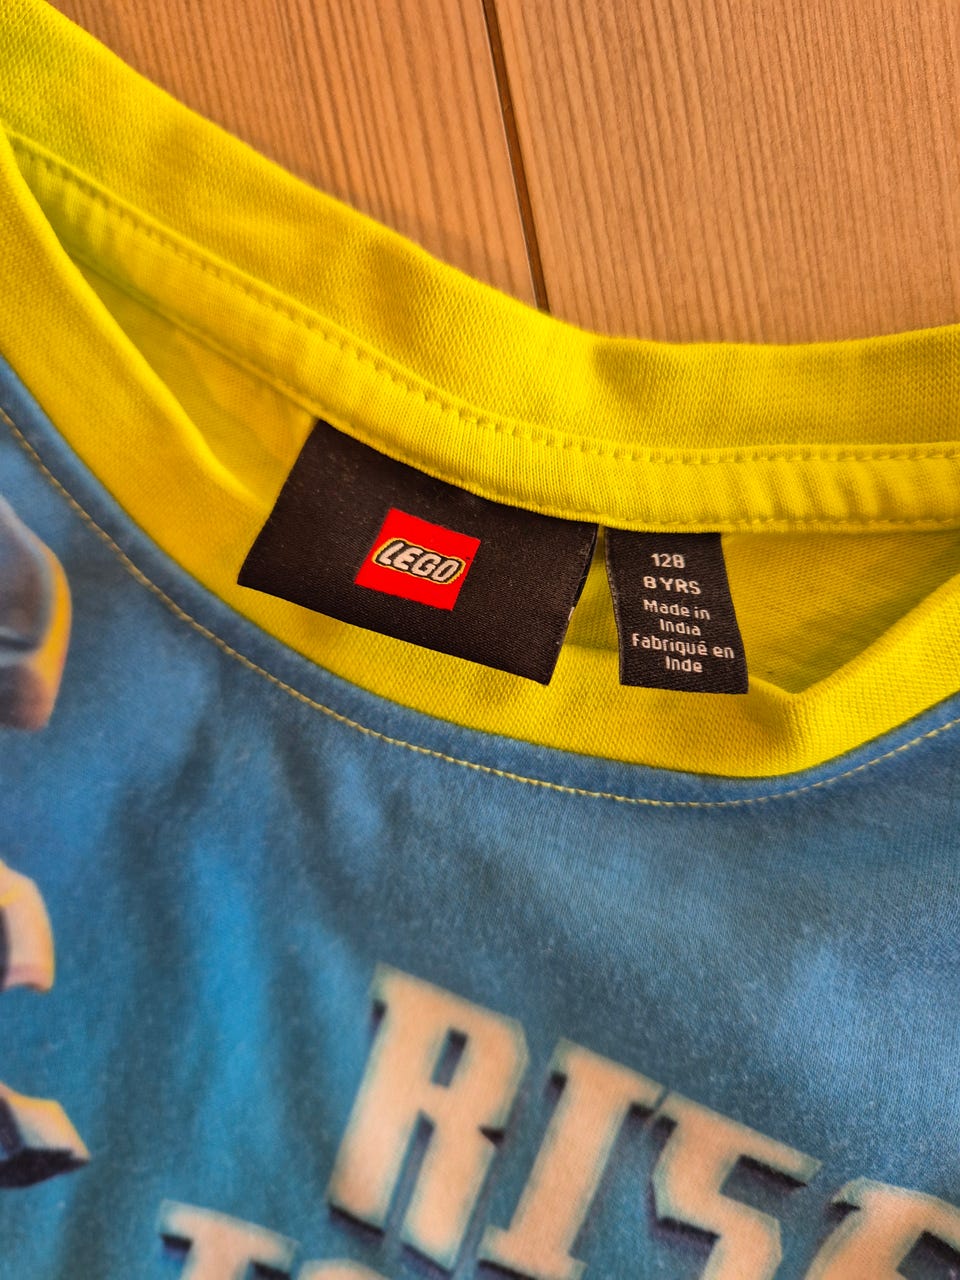 LEGO
128
8 YRS
Made in
India
Fabriqué en
Inde
RISE